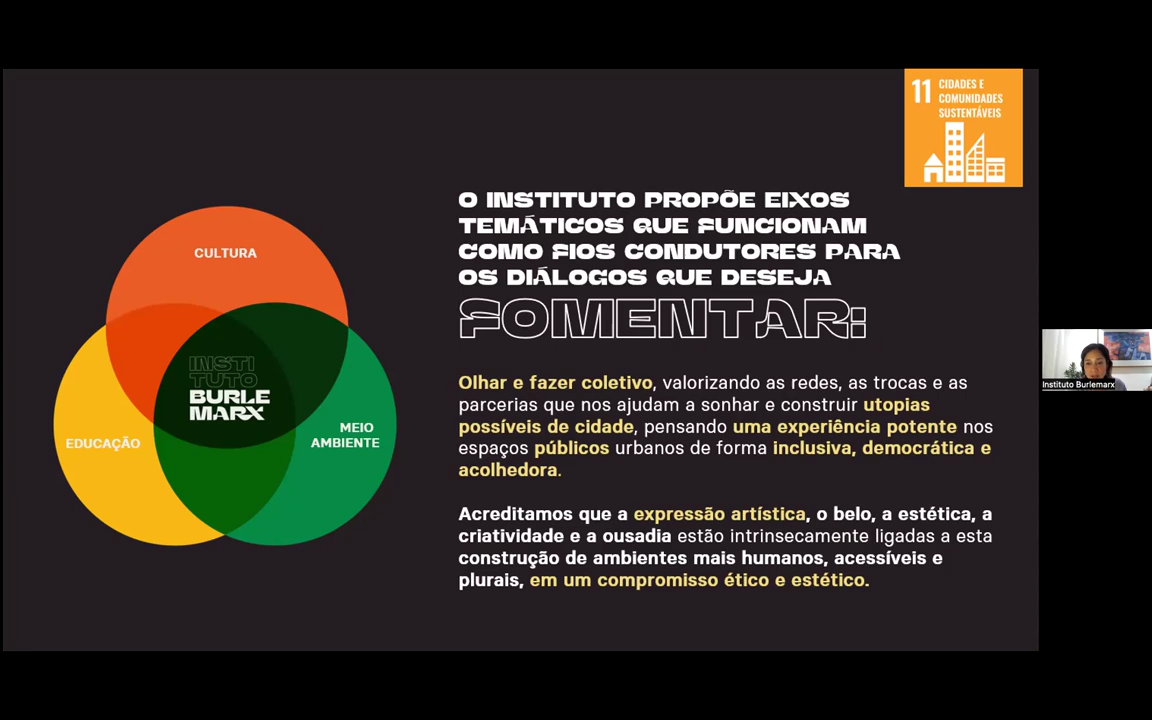 11 CIDADES E
COMUNIDADES
SUSTENTÁVEIS
O INSTITUTO PROPÕE EIXOS
TEMÁTICOS QUE FUNCIONAM
COMO FIOS CONDUTORES PARA
OS DIÁLOGOS QUE DESEJA
FOMENTAR:
CULTURA
INSTI
TUTO
BURLE
MARX
EDUCAÇÃO
MEIO
AMBIENTE
Olhar e fazer coletivo, valorizando as redes, as trocas e as
parcerias que nos ajudam a sonhar e construir utopias
possíveis de cidade, pensando uma experiência potente nos
espaços públicos urbanos de forma inclusiva, democrática e
acolhedora.
Acreditamos que a expressão artística, o belo, a estética, a
criatividade e a ousadia estão intrinsecamente ligadas a esta
construção de ambientes mais humanos, acessíveis e
plurais, em um compromisso ético e estético.
Instituto Burlemarx